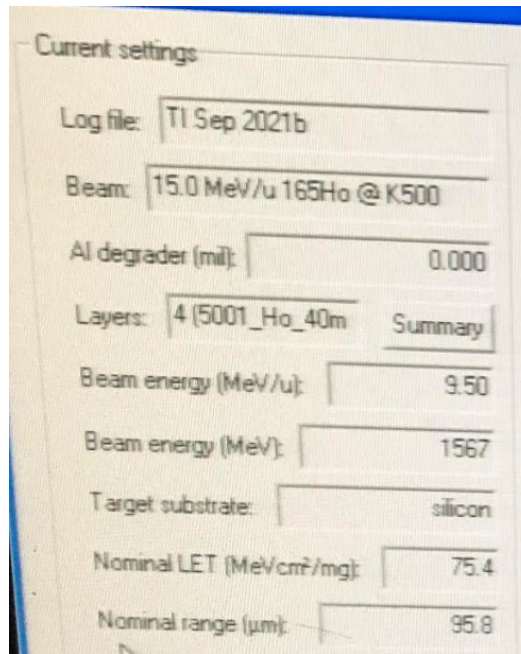 Current settings
Log file: TI Sep 2021b
Beam: 15.0 MeV/u 165Ho @ K500
Al degrader (mil): 0.000
Layers: 4 (5001_Ho_40m Summary
Beam energy (MeV/u): 9.50
Beam energy (MeV): 1567
Target substrate: silicon
Nominal LET (MeVcm²/mg): 75.4
Nominal range (µm): 95.8